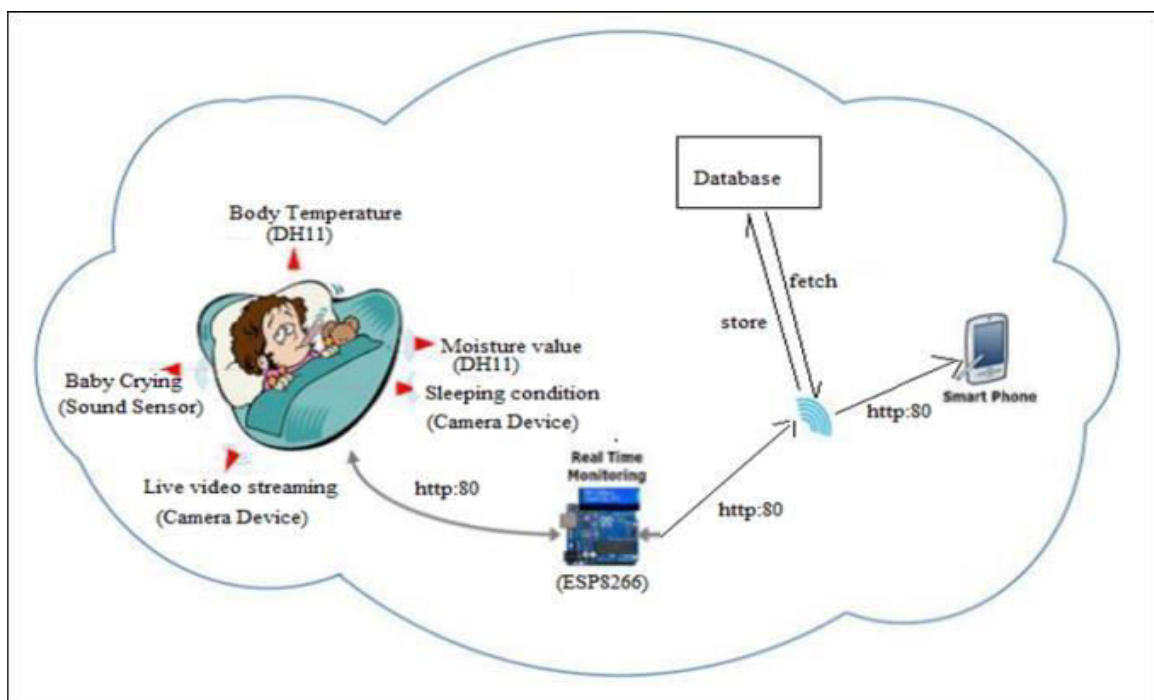 Database
Body Temperature
(DH11)
fetch
store
Moisture value
(DH11)
Baby Crying
(Sound Sensor)
Sleeping condition
(Camera Device)
Smart Phone
http:80
Real Time
Monitoring
Live video streaming
(Camera Device)
http:80
http:80
(ESP8266)